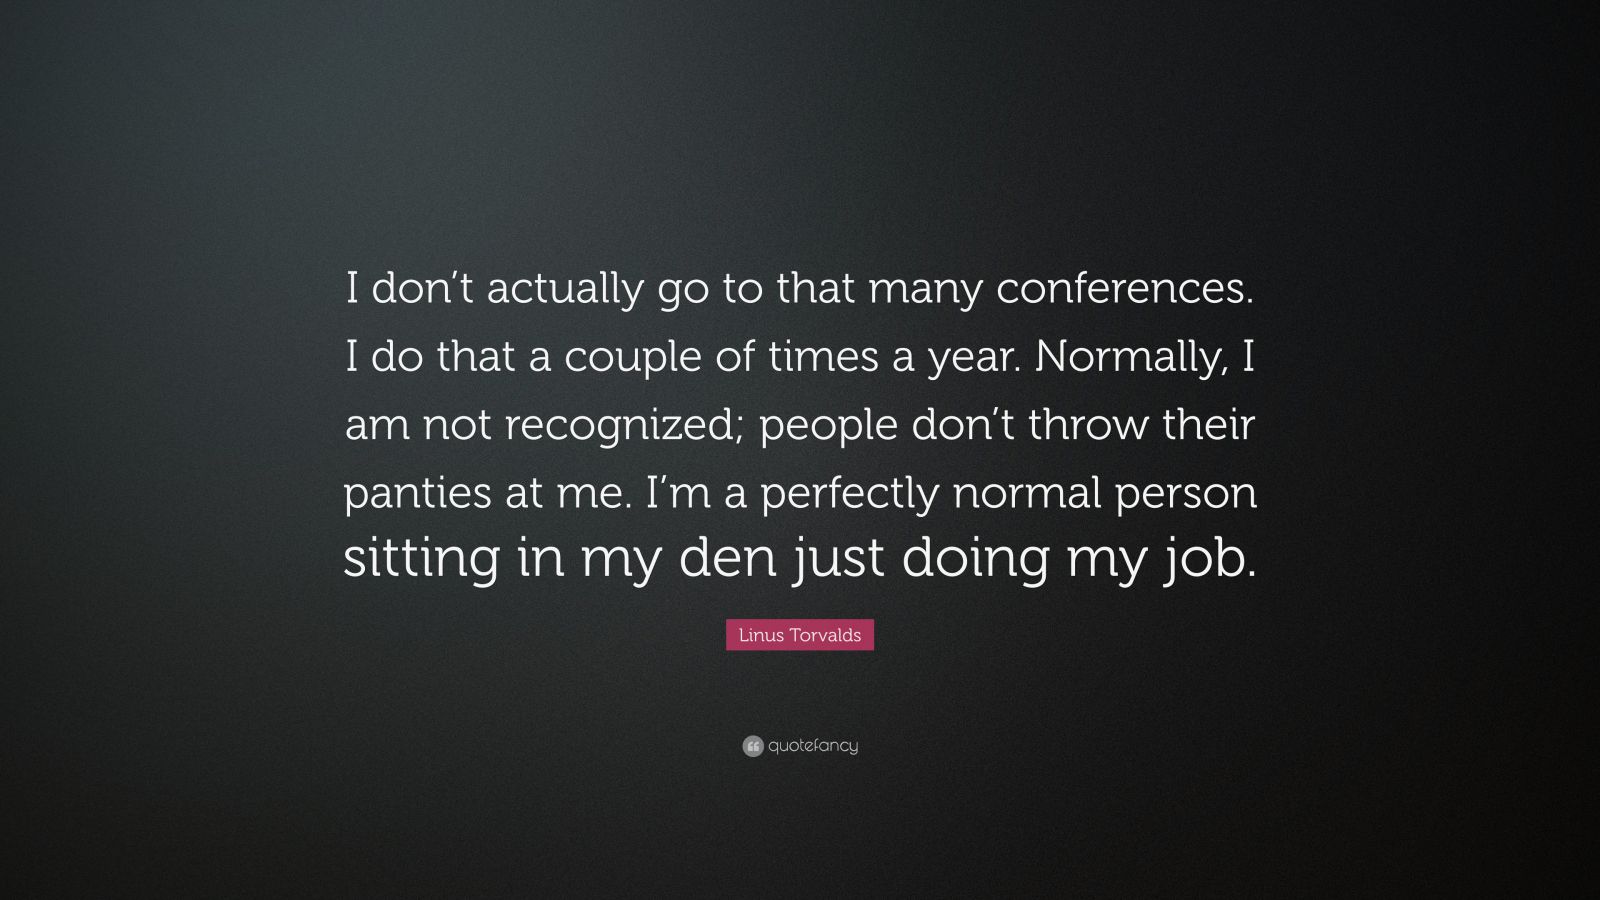 I don’t actually go to that many conferences.
I do that a couple of times a year. Normally, I
am not recognized; people don’t throw their
panties at me. I’m a perfectly normal person
sitting in my den just doing my job.
Linus Torvalds
quotefancy